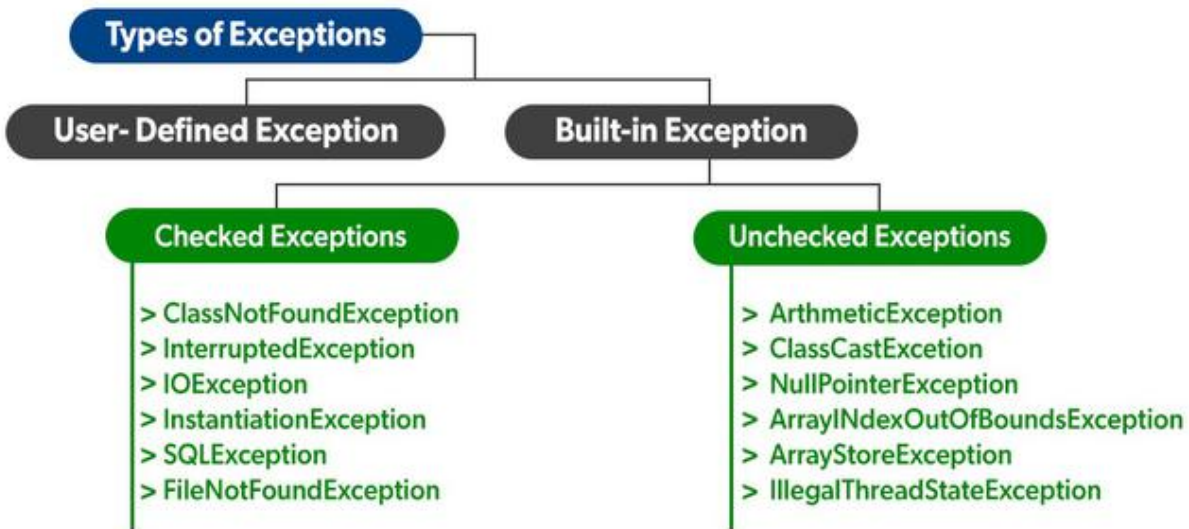 Types of Exceptions
User- Defined Exception
Built-in Exception
Checked Exceptions
> ClassNotFoundException
> InterruptedException
> IOException
> InstantiationException
> SQLException
> FileNotFoundException
Unchecked Exceptions
> ArthmeticException
> ClassCastExcetion
> NullPointerException
> ArrayINdexOutOfBoundsException
> ArrayStoreException
> IllegalThreadStateException